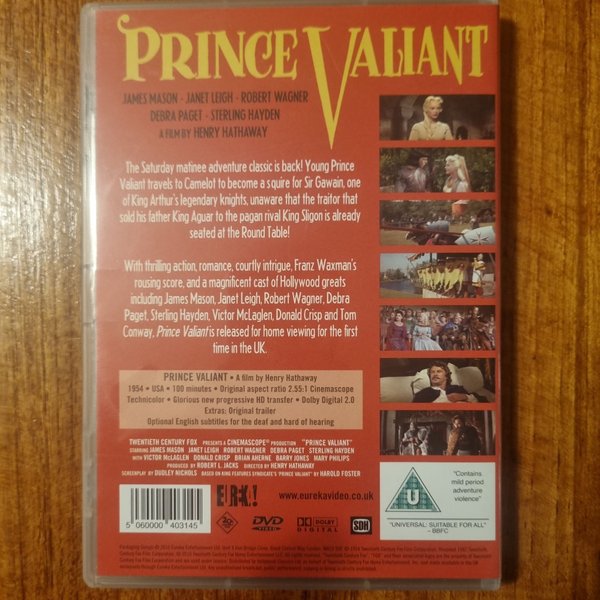 PRINCE VALIANT
JAMES MASON - JANET LEIGH - ROBERT WAGNER
DEBRA PAGET - STERLING HAYDEN
A FILM BY HENRY HATHAWAY
The Saturday matinee adventure classic is back! Young Prince
Valiant travels to Camelot to become a squire for Sir Gawain, one
of King Arthur's legendary knights, unaware that the traitor that
sold his father King Aguar to the pagan rival King Sligon is already
seated at the Round Table!
With thrilling action, romance, courtly intrigue, Franz Waxman's
rousing score, and a magnificent cast of Hollywood greats
including James Mason, Janet Leigh, Robert Wagner, Debra
Paget, Sterling Hayden, Victor McLaglen, Donald Crisp and Tom
Conway, Prince Valiant is released for home viewing for the first
time in the UK.
PRINCE VALIANT • A film by Henry Hathaway
1954 • USA • 100 minutes • Original aspect ratio 2.55:1 Cinemascope
Technicolor • Glorious new progressive HD transfer • Dolby Digital 2.0
Extras: Original trailer
Optional English subtitles for the deaf and hard of hearing
TWENTIETH CENTURY FOX PRESENTS A CINEMASCOPE PRODUCTION "PRINCE VALIANT"
STARRING JAMES MASON JANET LEIGH ROBERT WAGNER DEBRA PAGET STERLING HAYDEN
WITH VICTOR McLAGLEN DONALD CRISP BRIAN AHERNE BARRY JONES MARY PHILIPS
PRODUCED BY ROBERT L. JACKS DIRECTED BY HENRY HATHAWAY
SCREENPLAY BY DUDLEY NICHOLS BASED ON KING FEATURES SYNDICATE'S "PRINCE VALIANT" BY HAROLD FOSTER
EUREKA!
www.eurekavideo.co.uk
5 060000 403145
DVD
VIDEO
DOLBY
DIGITAL
SDH
U
"Contains
mild period
adventure
violence"
"UNIVERSAL: SUITABLE FOR ALL" –
BBFC